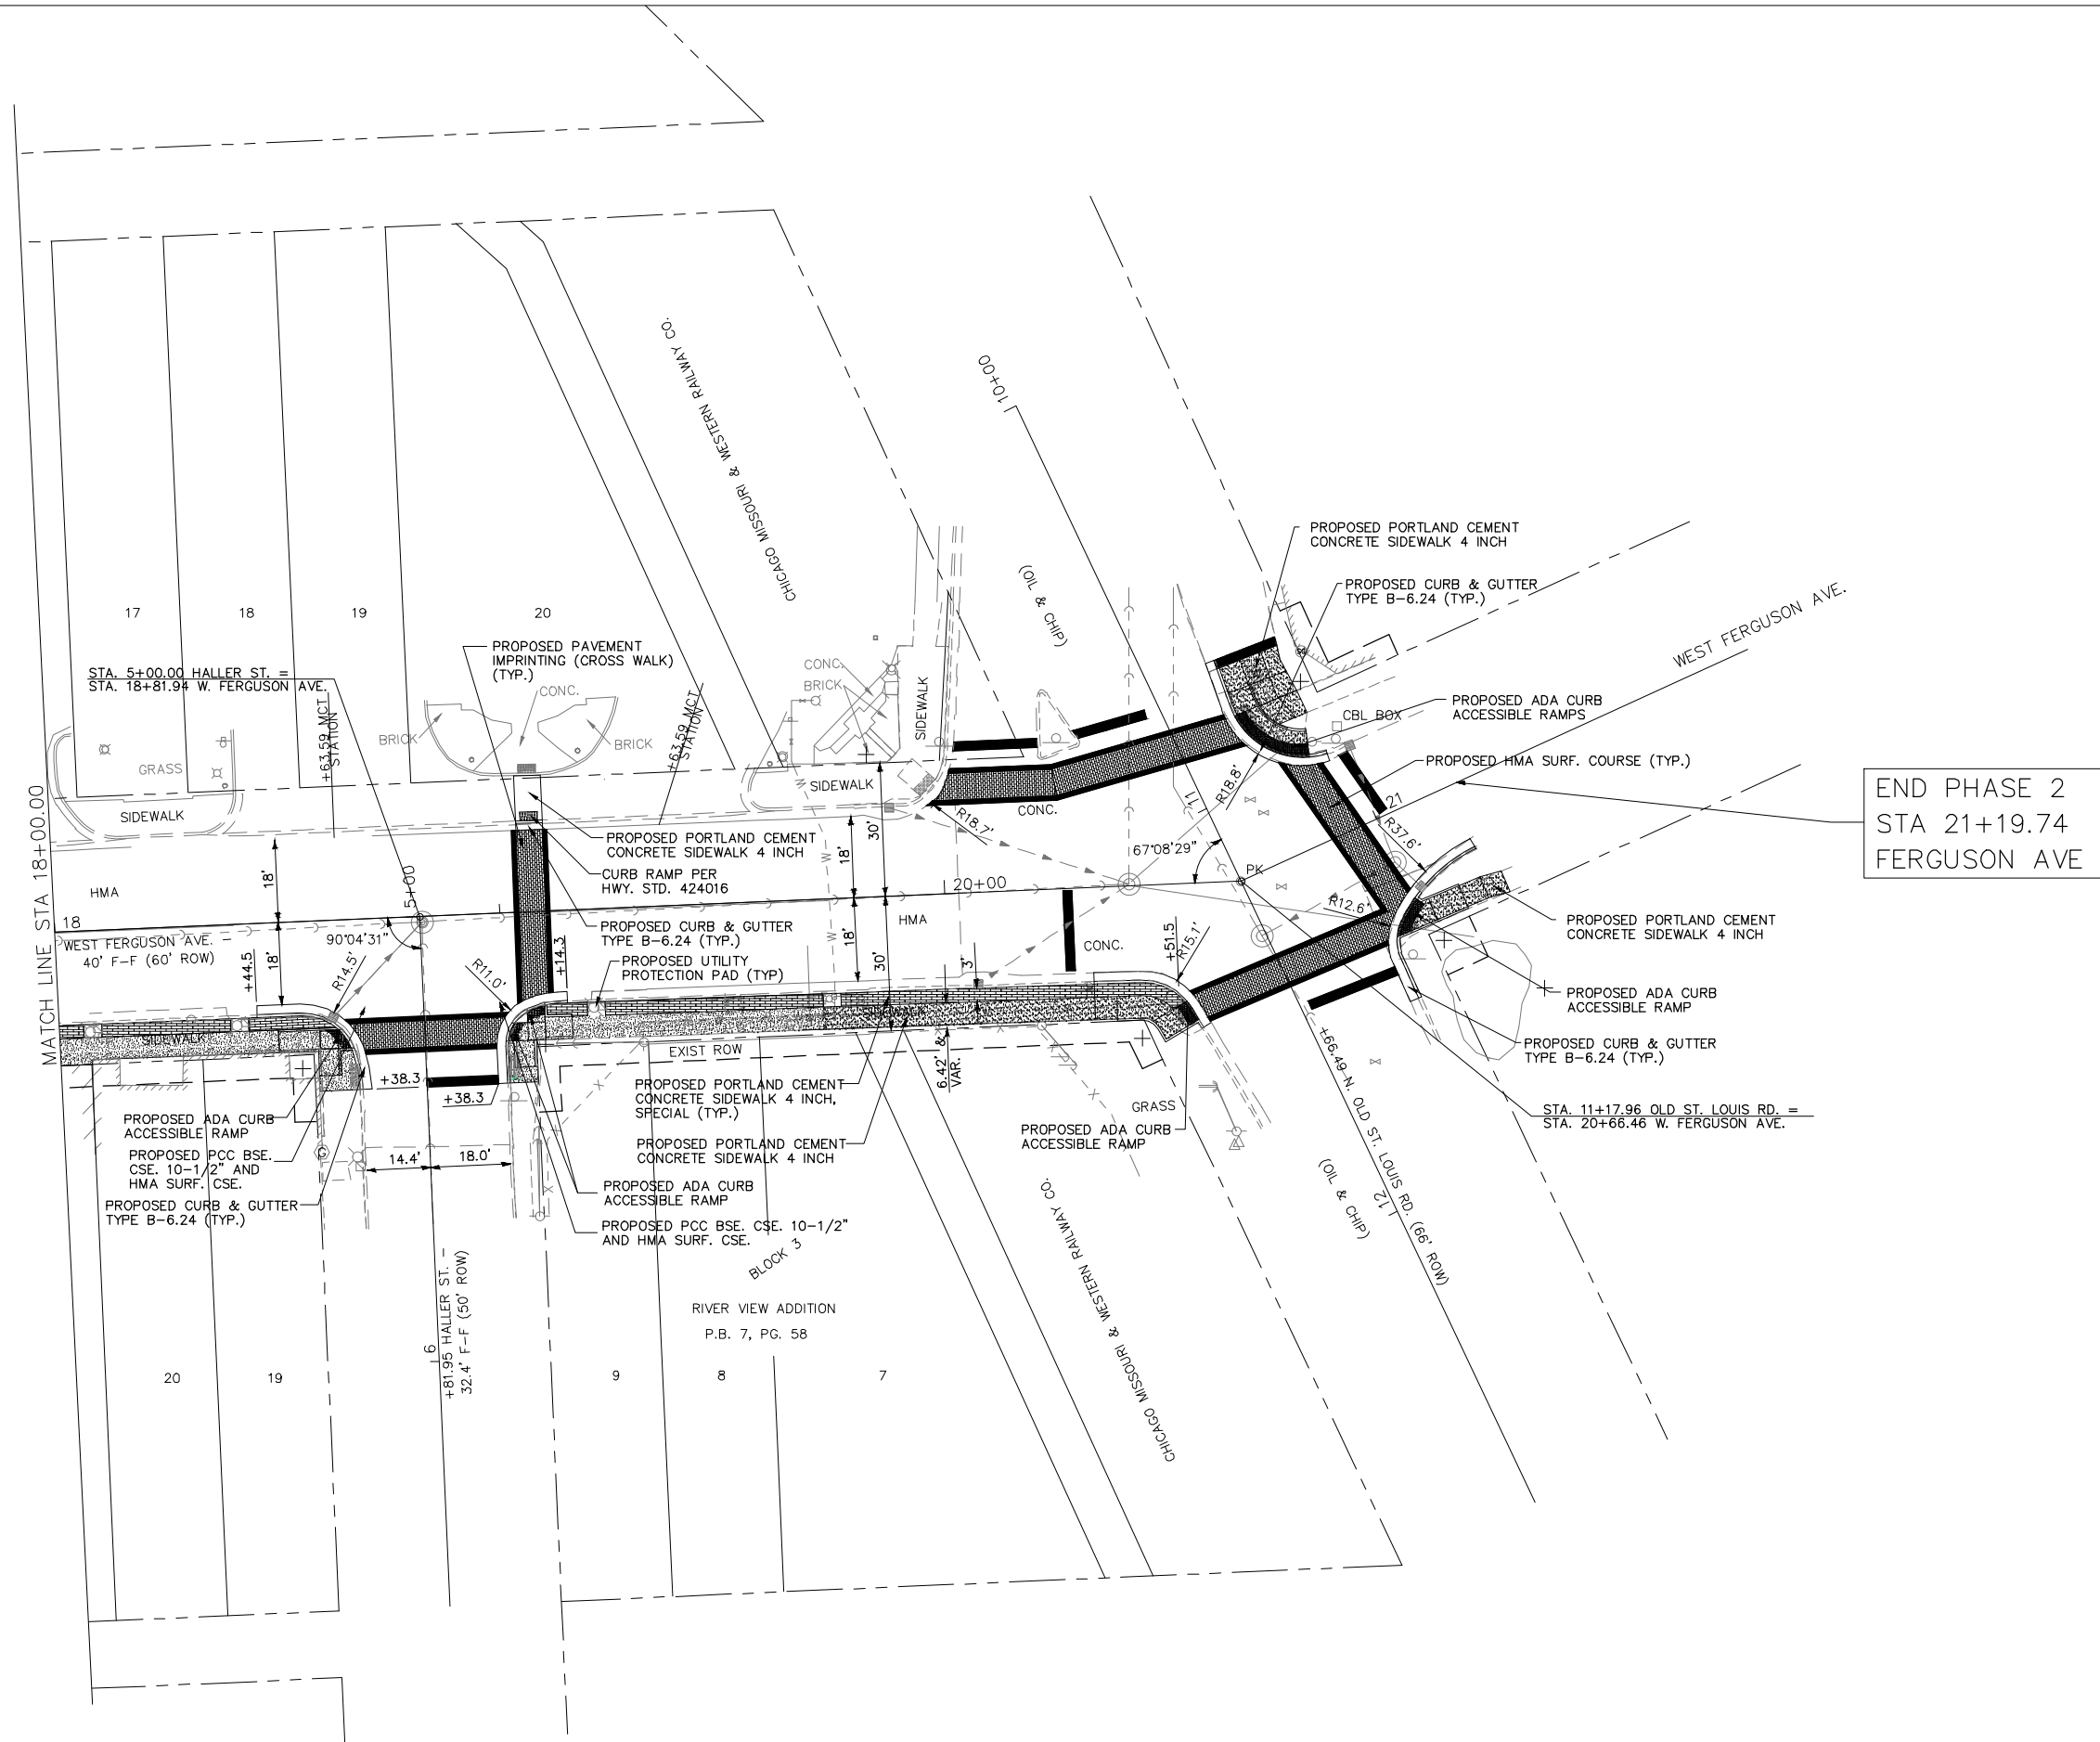 CHICAGO MISSOURI & WESTERN RAILWAY CO.
10+00
(OIL & CHIP)
PROPOSED PORTLAND CEMENT
CONCRETE SIDEWALK 4 INCH
PROPOSED CURB & GUTTER
TYPE B-6.24 (TYP.)
WEST FERGUSON AVE.
17
18
19
20
PROPOSED PAVEMENT
IMPRINTING (CROSS WALK)
(TYP.)
STA. 5+00.00 HALLER ST. =
STA. 18+81.94 W. FERGUSON AVE.
+63.59 MCT
STATION
CONC.
BRICK
BRICK
+63.59 MCT
STATION
CONC.
BRICK
SIDEWALK
PROPOSED ADA CURB
ACCESSIBLE RAMPS
CBL BOX
PROPOSED HMA SURF. COURSE (TYP.)
END PHASE 2
STA 21+19.74
FERGUSON AVE
GRASS
SIDEWALK
SIDEWALK
CONC.
11
R18.8'
21
R37.6'
R18.7'
MATCH LINE STA 18+00.00
PROPOSED PORTLAND CEMENT
CONCRETE SIDEWALK 4 INCH
CURB RAMP PER
HWY. STD. 424016
18'
30'
67°08'29"
PK
HMA
18'
5+00
20+00
18
WEST FERGUSON AVE. -
40' F-F (60' ROW)
90°04'31"
PROPOSED CURB & GUTTER
TYPE B-6.24 (TYP.)
HMA
W
W
W
R12.6'
PROPOSED PORTLAND CEMENT
CONCRETE SIDEWALK 4 INCH
18'
+44.5
R14.5'
R11.0'
+14.3
PROPOSED UTILITY
PROTECTION PAD (TYP)
18'
30'
3'
CONC.
+51.5
R15.1'
PROPOSED ADA CURB
ACCESSIBLE RAMP
SIDEWALK
SIDEWALK
EXIST ROW
PROPOSED CURB & GUTTER
TYPE B-6.24 (TYP.)
+38.3
+38.3
PROPOSED PORTLAND CEMENT
CONCRETE SIDEWALK 4 INCH,
SPECIAL (TYP.)
6.42' &
VAR.
GRASS
+66.49 N. OLD ST. LOUIS RD. (66' ROW)
STA. 11+17.96 OLD ST. LOUIS RD. =
STA. 20+66.46 W. FERGUSON AVE.
PROPOSED ADA CURB
ACCESSIBLE RAMP
PROPOSED ADA CURB
ACCESSIBLE RAMP
PROPOSED PCC BSE.
CSE. 10-1/2" AND
HMA SURF. CSE.
14.4'
18.0'
PROPOSED PORTLAND CEMENT
CONCRETE SIDEWALK 4 INCH
PROPOSED ADA CURB
ACCESSIBLE RAMP
PROPOSED CURB & GUTTER
TYPE B-6.24 (TYP.)
PROPOSED PCC BSE. CSE. 10-1/2"
AND HMA SURF. CSE.
(OIL & CHIP)
12
CHICAGO MISSOURI & WESTERN RAILWAY CO.
BLOCK 3
RIVER VIEW ADDITION
P.B. 7, PG. 58
6
+81.95 HALLER ST. -
32.4' F-F (50' ROW)
20
19
9
8
7